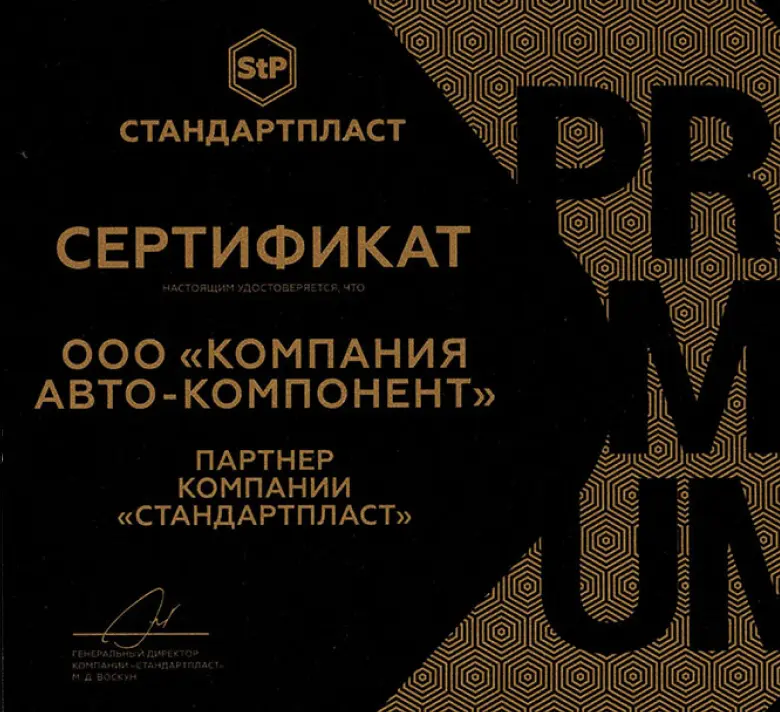 StP
СТАНДАРТПЛАСТ
СЕРТИФИКАТ
НАСТОЯЩИМ УДОСТОВЕРЯЕТСЯ, ЧТО
ООО «КОМПАНИЯ
АВТО-КОМПОНЕНТ»
ПАРТНЕР
КОМПАНИИ
«СТАНДАРТПЛАСТ»
ГЕНЕРАЛЬНЫЙ ДИРЕКТОР
КОМПАНИИ «СТАНДАРТПЛАСТ»
М. Д. ВОСКУН
PR
M
UM